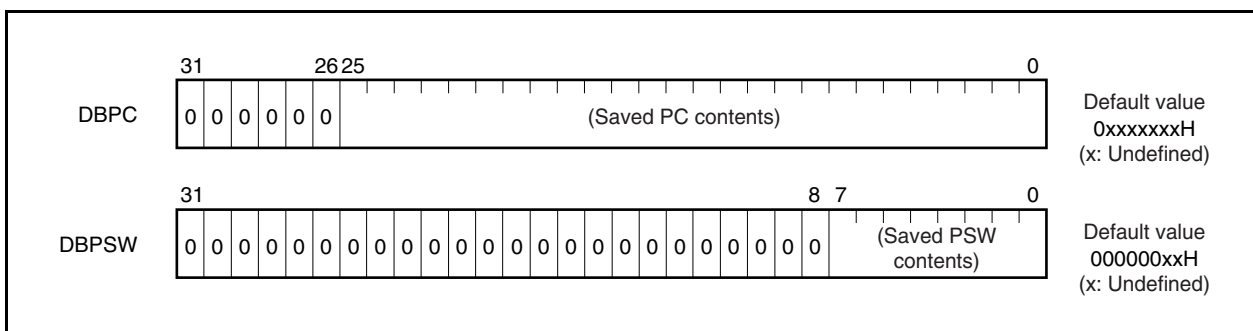 31 26 25 0
DBPC 0 0 0 0 0 0 (Saved PC contents)
Default value
0xxxxxxxH
(x: Undefined)
31 8 7 0
DBPSW 0 0 0 0 0 0 0 0 0 0 0 0 0 0 0 0 0 0 0 0 0 0 0 0 (Saved PSW
contents)
Default value
000000xxH
(x: Undefined)